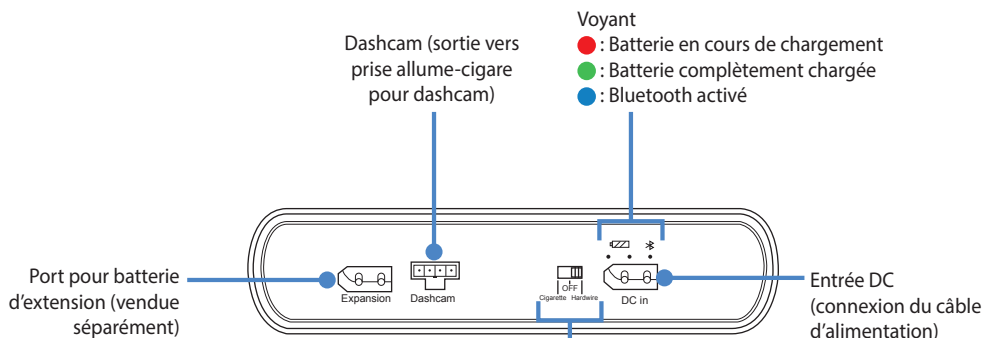 Voyant
: Batterie en cours de chargement
: Batterie complètement chargée
: Bluetooth activé
Dashcam (sortie vers
prise allume-cigare
pour dashcam)
Port pour batterie
d'extension (vendue
séparément)
Expansion
Dashcam
OFF
Cigarette Hardwire
DC in
Entrée DC
(connexion du câble
d'alimentation)